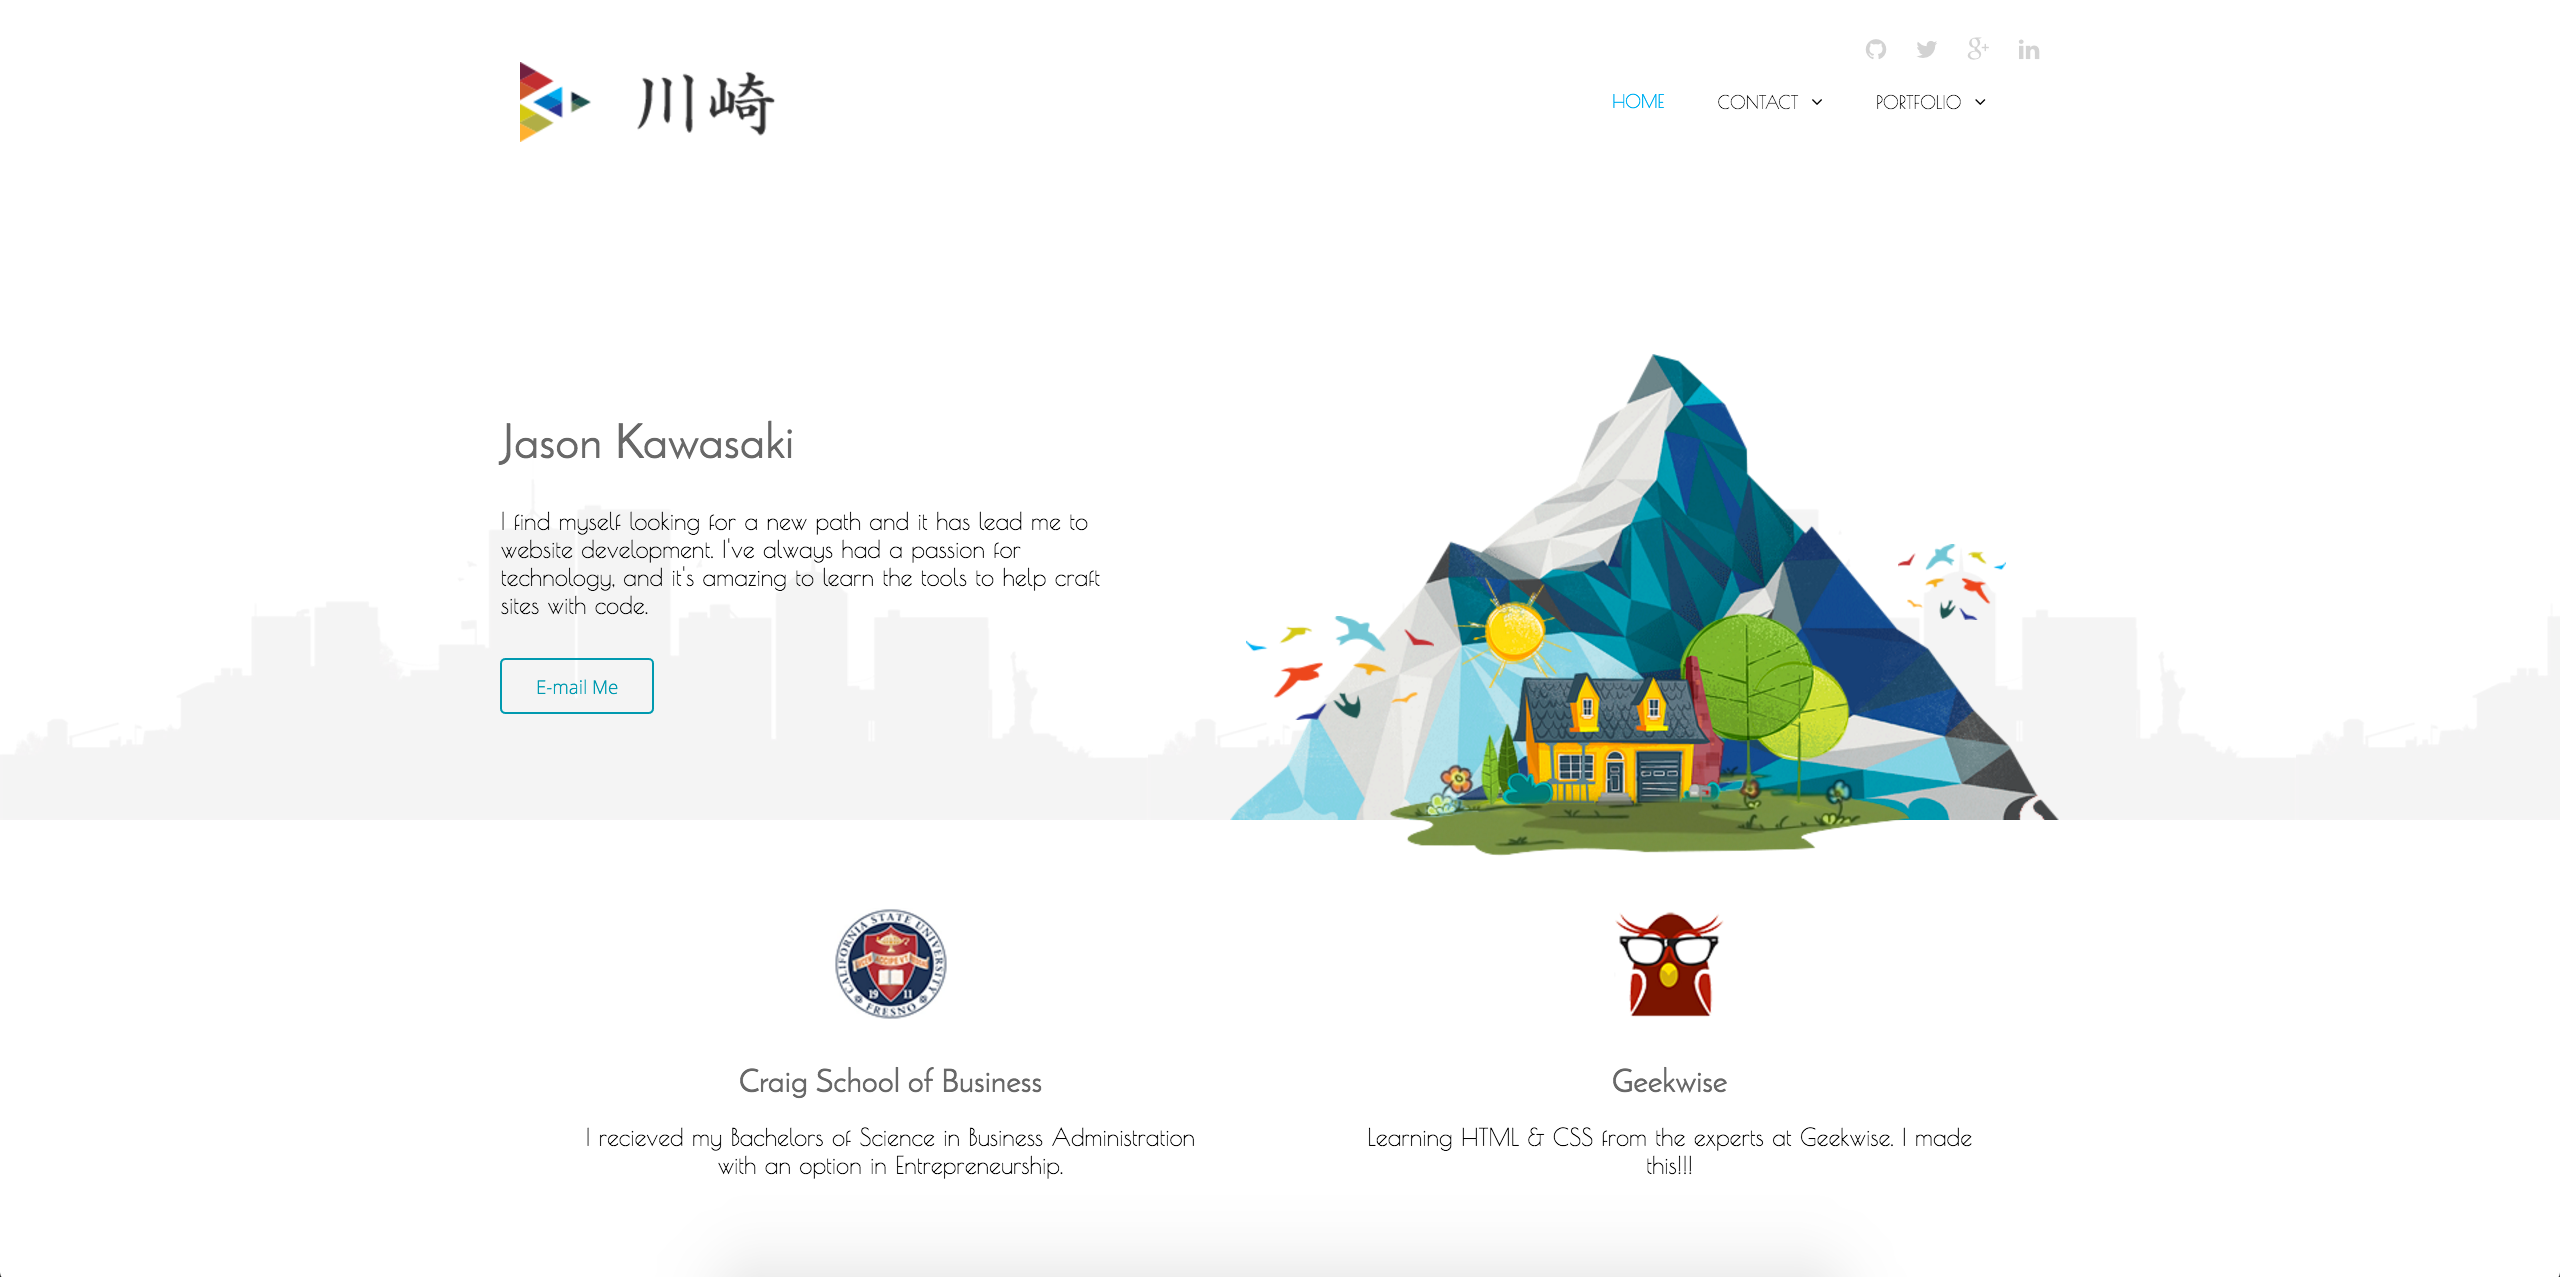 川崎
HOME
CONTACT
PORTFOLIO
Jason Kawasaki
I find myself looking for a new path and it has lead me to
website development. I've always had a passion for
technology, and it's amazing to learn the tools to help craft
sites with code.
E-mail Me
CALIFORNIA STATE UNIVERSITY
19 11
FRESNO
Craig School of Business
I recieved my Bachelors of Science in Business Administration
with an option in Entrepreneurship.
Geekwise
Learning HTML & CSS from the experts at Geekwise. I made
this!!!